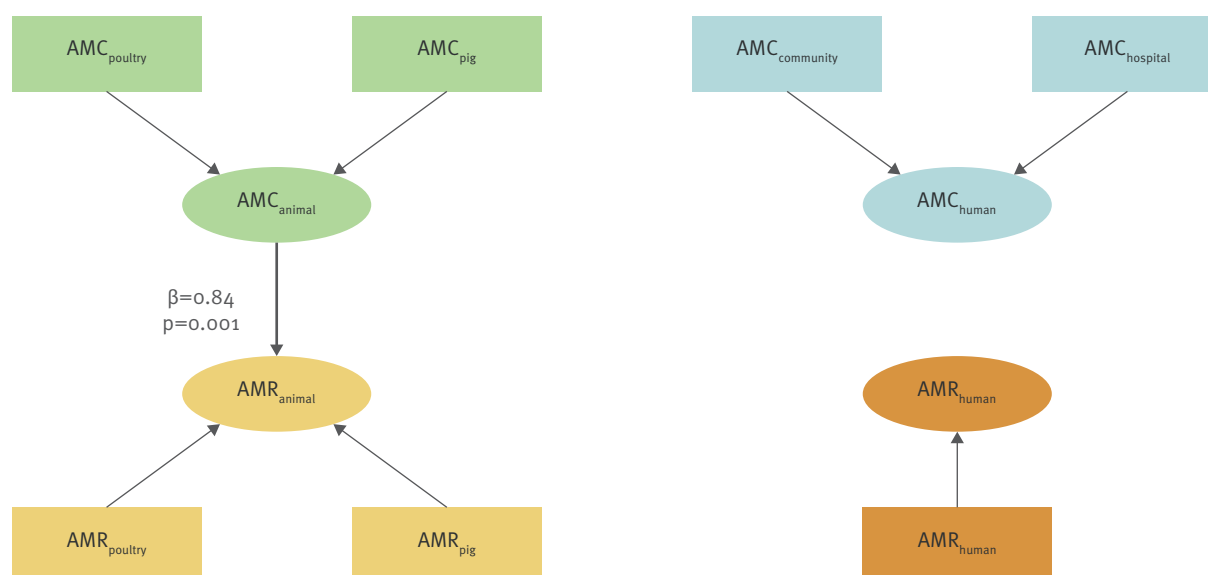 AMCpoultry
AMCpig
AMCcommunity
AMChospital
AMCanimal
AMChuman
β=0.84
p=0.001
AMRanimal
AMRhuman
AMRpoultry
AMRpig
AMRhuman